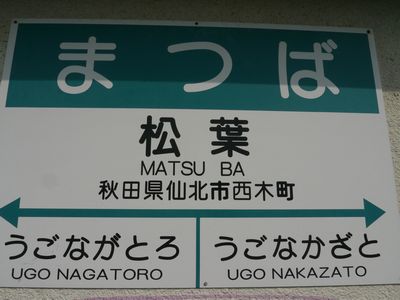 まつば
松葉
MATSU BA
秋田県仙北市西木町
うごながとろ うごなかざと
UGO NAGATORO UGO NAKAZATO